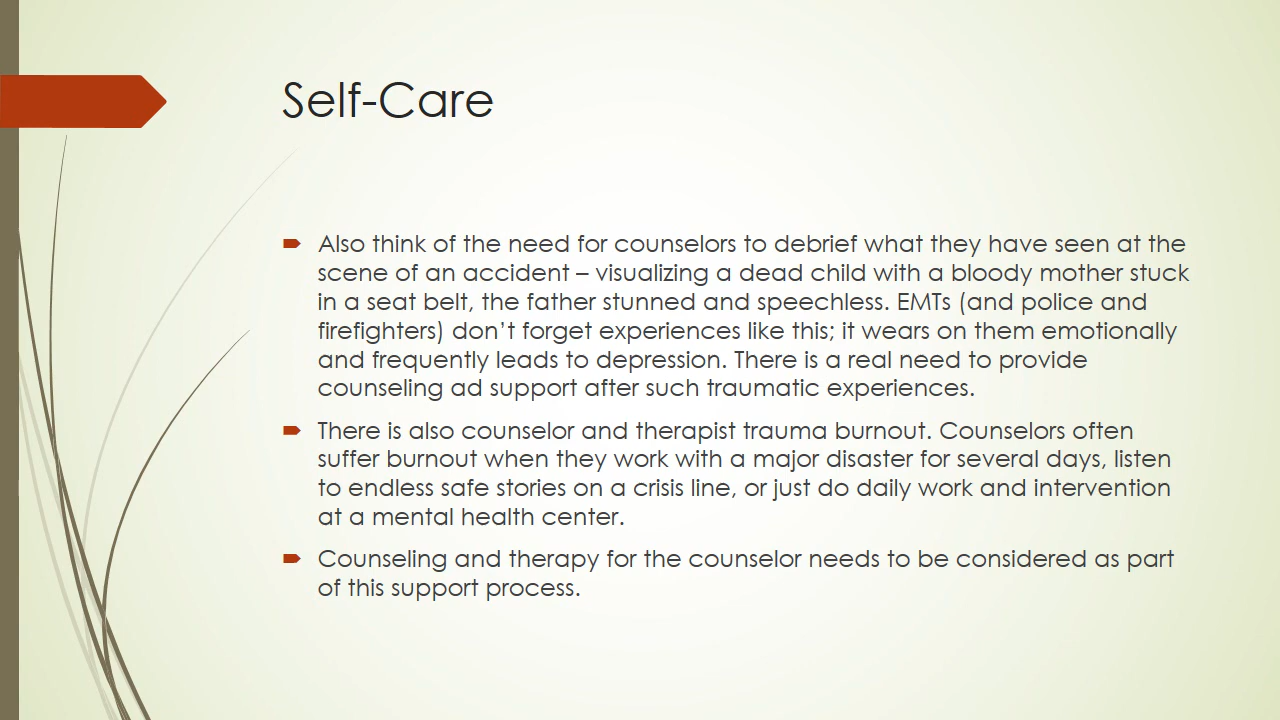 Self-Care
Also think of the need for counselors to debrief what they have seen at the
scene of an accident – visualizing a dead child with a bloody mother stuck
in a seat belt, the father stunned and speechless. EMTs (and police and
firefighters) don’t forget experiences like this; it wears on them emotionally
and frequently leads to depression. There is a real need to provide
counseling ad support after such traumatic experiences.
There is also counselor and therapist trauma burnout. Counselors often
suffer burnout when they work with a major disaster for several days, listen
to endless safe stories on a crisis line, or just do daily work and intervention
at a mental health center.
Counseling and therapy for the counselor needs to be considered as part
of this support process.